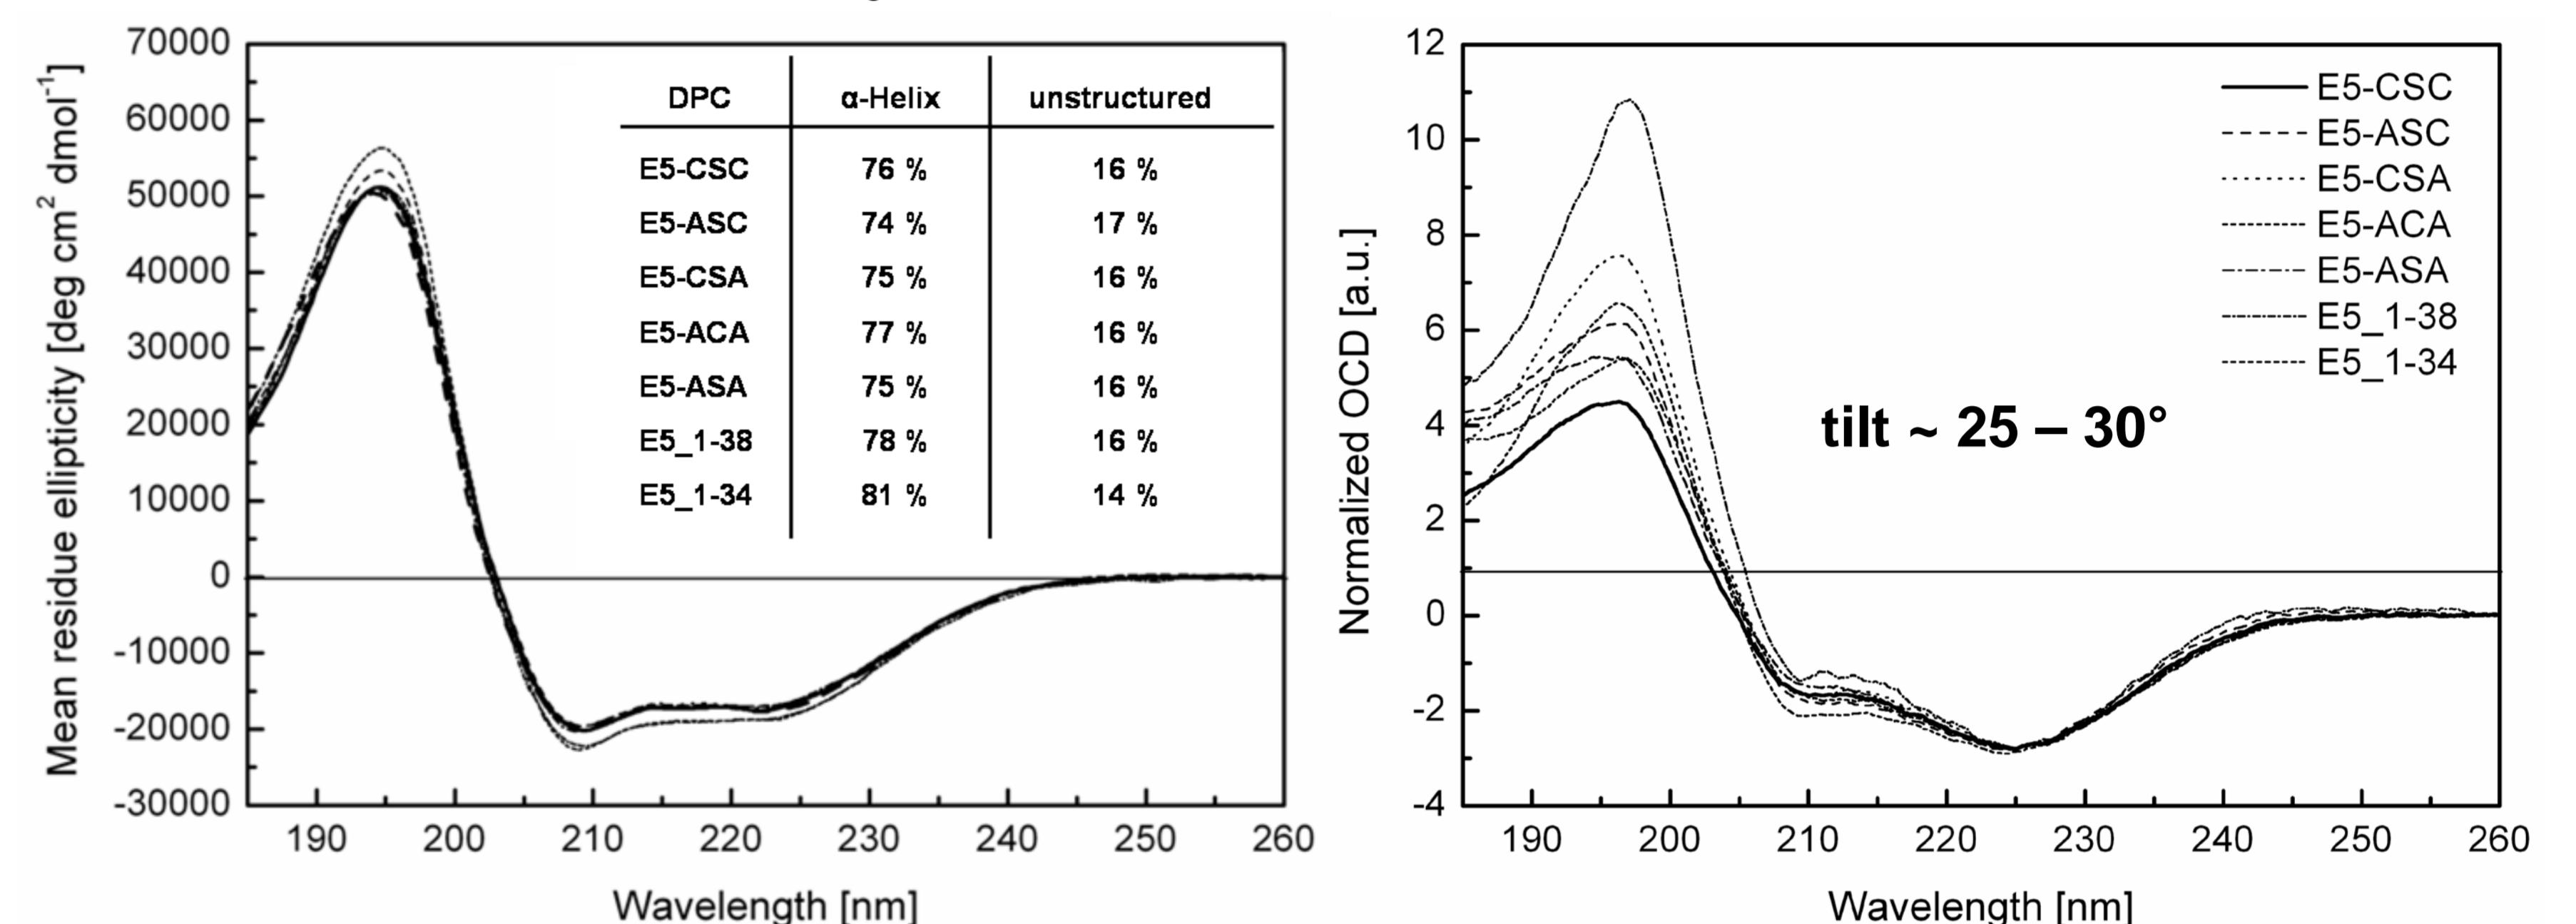 70000
60000
50000
40000
30000
20000
10000
0
-10000
-20000
-30000
Mean residue ellipticity [deg cm² dmol⁻¹]
190 200 210 220 230 240 250 260
Wavelength [nm]
DPC α-Helix unstructured
E5-CSC 76 % 16 %
E5-ASC 74 % 17 %
E5-CSA 75 % 16 %
E5-ACA 77 % 16 %
E5-ASA 75 % 16 %
E5_1-38 78 % 16 %
E5_1-34 81 % 14 %
12
10
8
6
4
2
0
-2
-4
Normalized OCD [a.u.]
190 200 210 220 230 240 250 260
Wavelength [nm]
E5-CSC
E5-ASC
E5-CSA
E5-ACA
E5-ASA
E5_1-38
E5_1-34
tilt ~ 25 – 30°